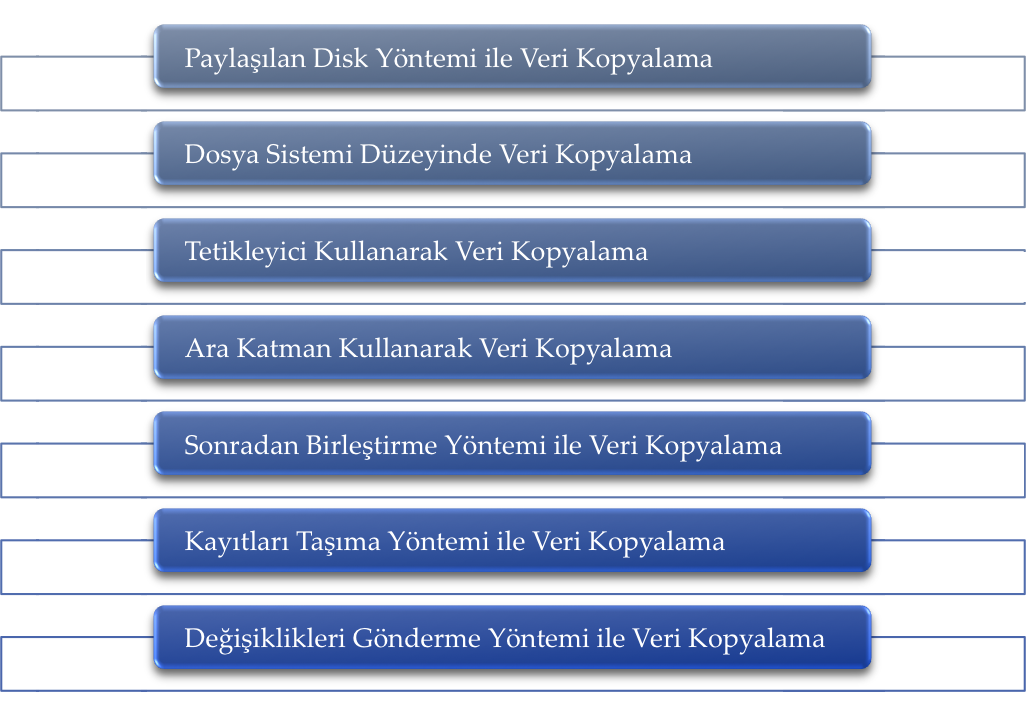 Paylaşılan Disk Yöntemi ile Veri Kopyalama
Dosya Sistemi Düzeyinde Veri Kopyalama
Tetikleyici Kullanarak Veri Kopyalama
Ara Katman Kullanarak Veri Kopyalama
Sonradan Birleştirme Yöntemi ile Veri Kopyalama
Kayıtları Taşıma Yöntemi ile Veri Kopyalama
Değişiklikleri Gönderme Yöntemi ile Veri Kopyalama